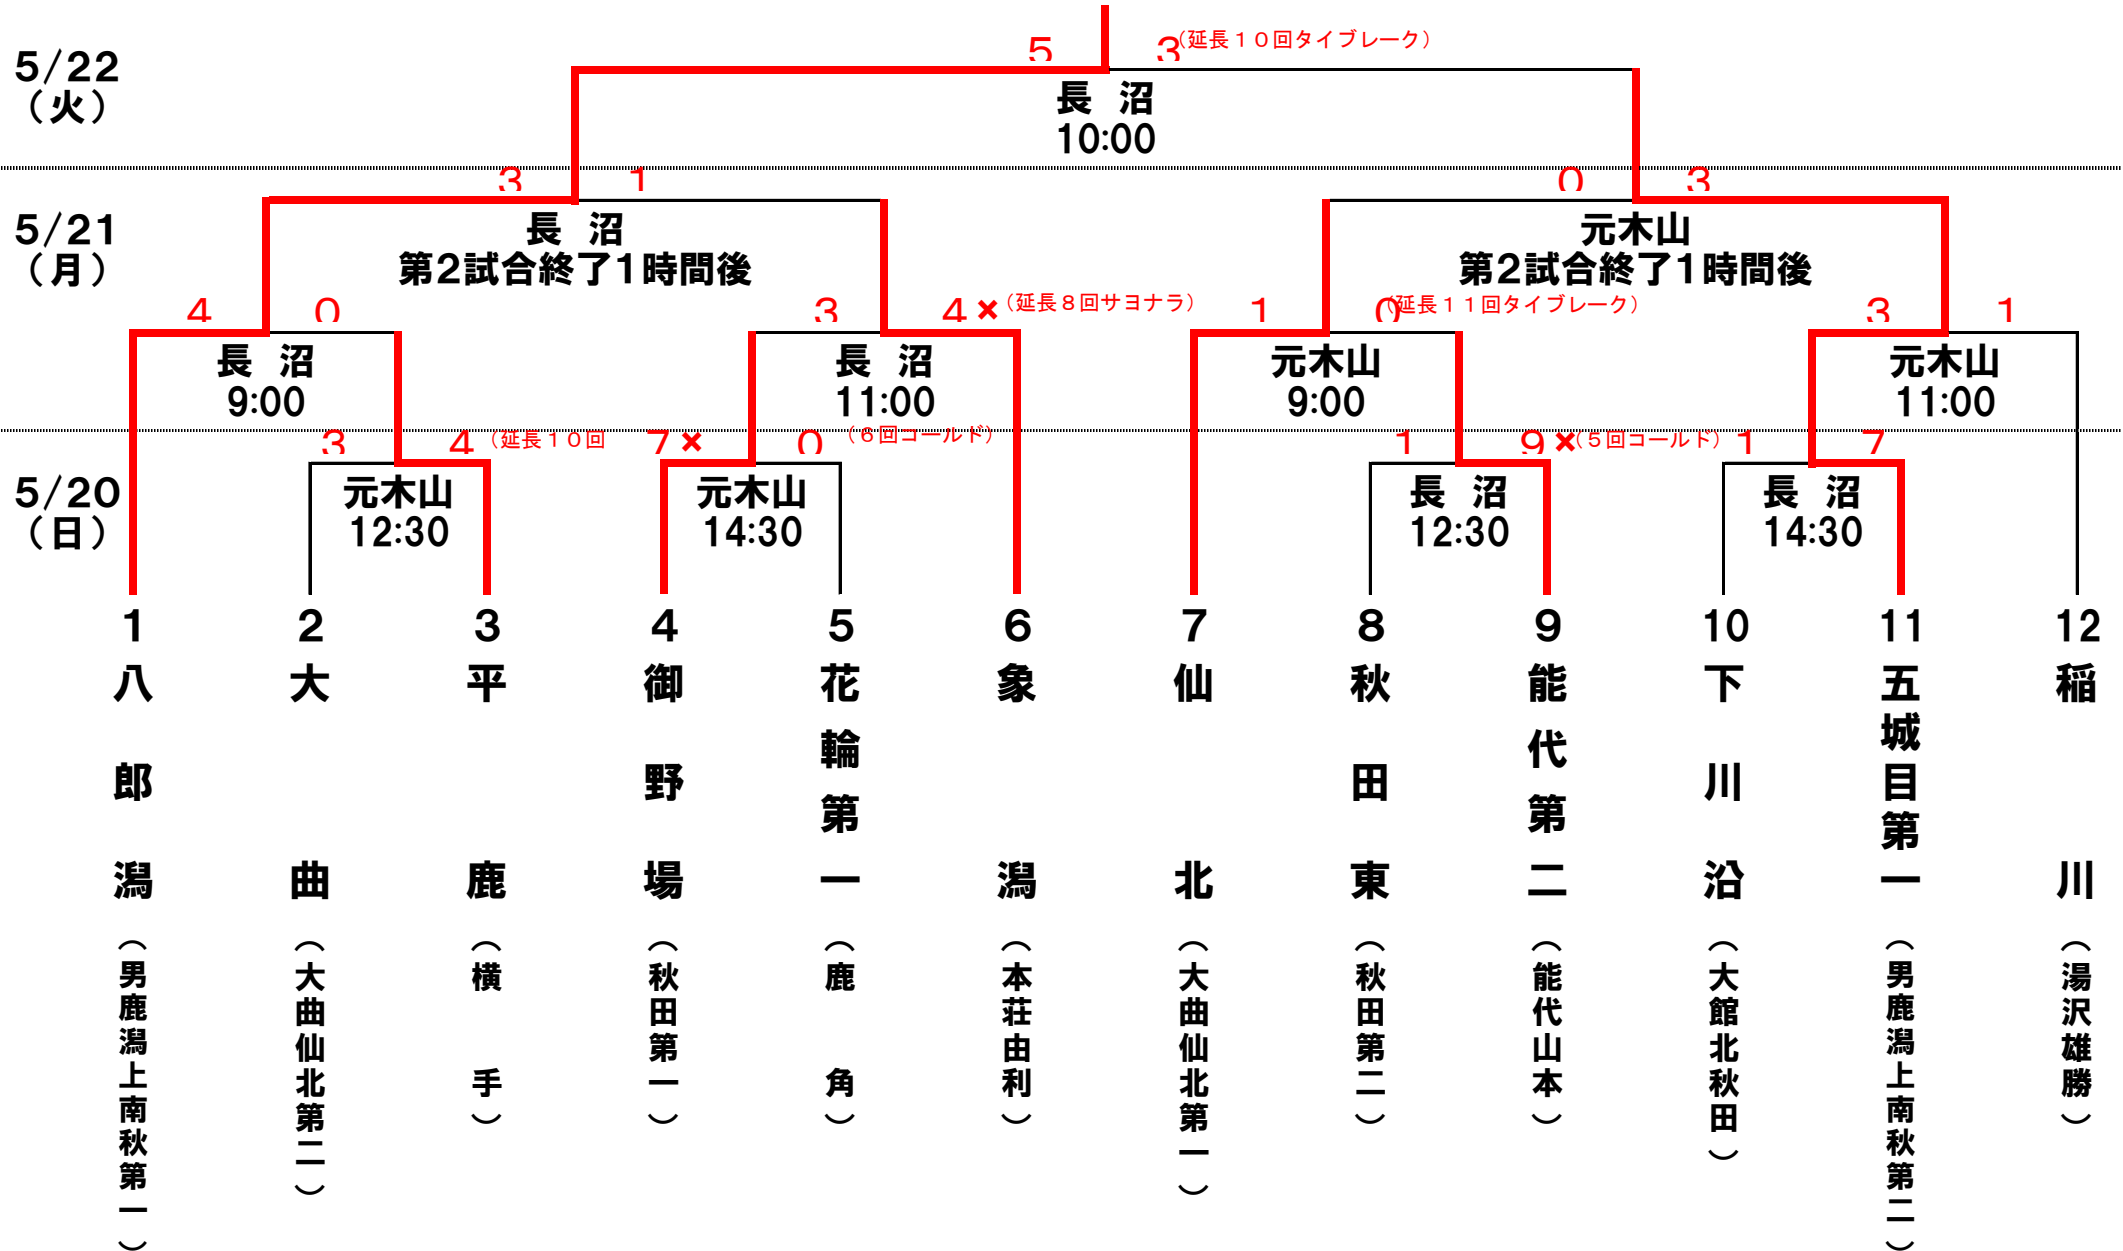 5 3 (延長１０回タイブレーク)
5/22
(火)
長 沼
10:00
3 1 0 3
5/21
(月)
長 沼
第2試合終了1時間後
元木山
第2試合終了1時間後
4 0 3 4× (延長８回サヨナラ) 1 0 (延長１１回タイブレーク) 3 1
長 沼
9:00
長 沼
11:00
元木山
9:00
元木山
11:00
3 4 (延長１０回 7× 0 (６回コールド) 1 9× (５回コールド) 1 7
5/20
(日)
元木山
12:30
元木山
14:30
長 沼
12:30
長 沼
14:30
1 2 3 4 5 6 7 8 9 10 11 12
八郎潟(男鹿潟上南秋第一)
大曲(大曲仙北第二)
平鹿(横手)
御野場(秋田第一)
花輪第一(鹿角)
象潟(本荘由利)
仙北(大曲仙北第一)
秋田東(秋田第二)
能代第二(能代山本)
下川沿(大館北秋田)
五城目第一(男鹿潟上南秋第二)
稲川(湯沢雄勝)